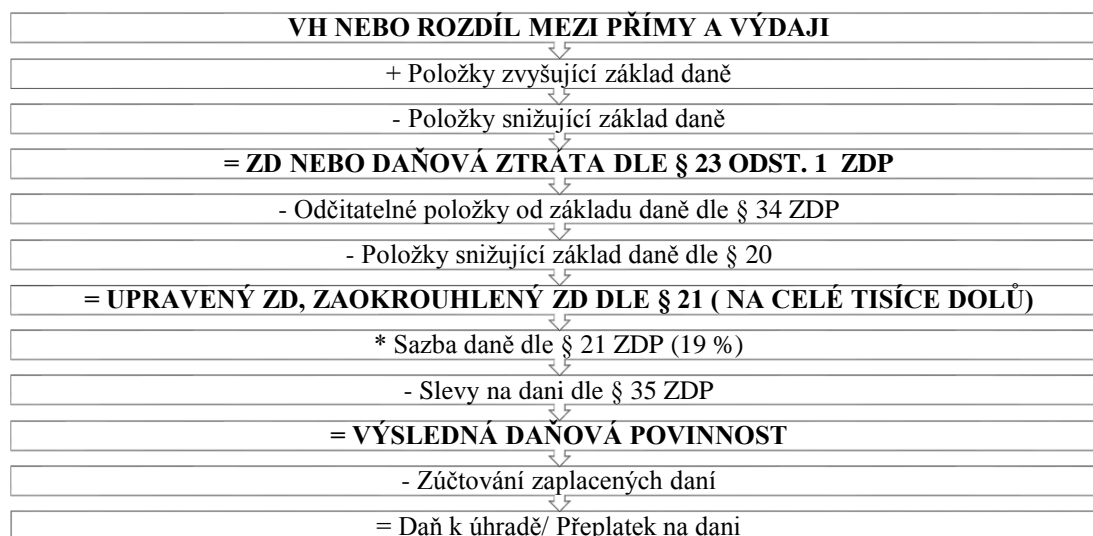 VH NEBO ROZDÍL MEZI PŘÍMY A VÝDAJI
+ Položky zvyšující základ daně
- Položky snižující základ daně
= ZD NEBO DAŇOVÁ ZTRÁTA DLE § 23 ODST. 1 ZDP
- Odčitatelné položky od základu daně dle § 34 ZDP
- Položky snižující základ daně dle § 20
= UPRAVENÝ ZD, ZAOKROUHLENÝ ZD DLE § 21 ( NA CELÉ TISÍCE DOLŮ)
* Sazba daně dle § 21 ZDP (19 %)
- Slevy na dani dle § 35 ZDP
= VÝSLEDNÁ DAŇOVÁ POVINNOST
- Zúčtování zaplacených daní
= Daň k úhradě/ Přeplatek na dani